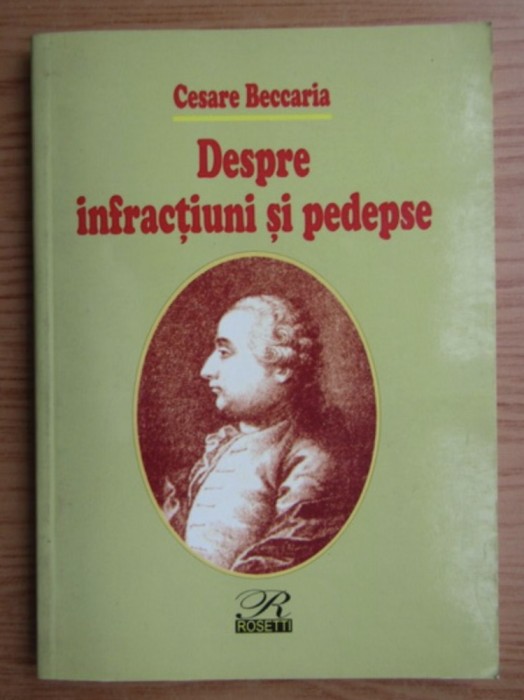 Cesare Beccaria
Despre
infracțiuni și pedepse
R
ROSETTI